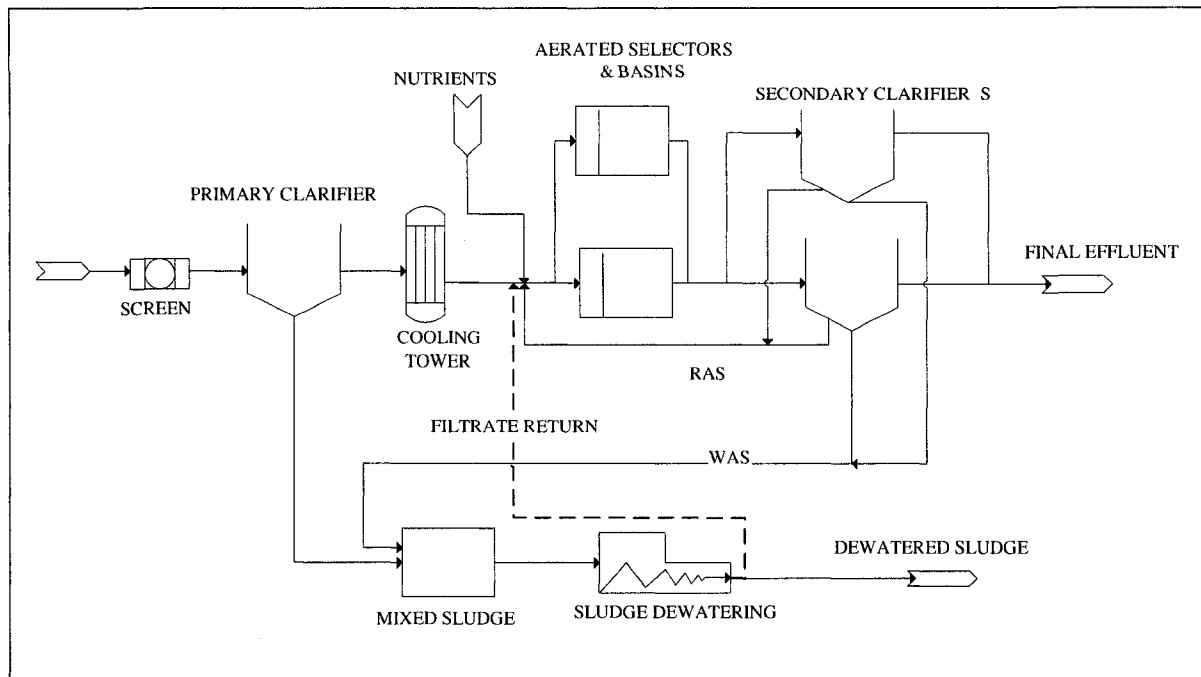 AERATED SELECTORS
& BASINS
NUTRIENTS
SECONDARY CLARIFIER S
PRIMARY CLARIFIER
FINAL EFFLUENT
SCREEN
COOLING
TOWER
RAS
FILTRATE RETURN
WAS
DEWATERED SLUDGE
MIXED SLUDGE
SLUDGE DEWATERING